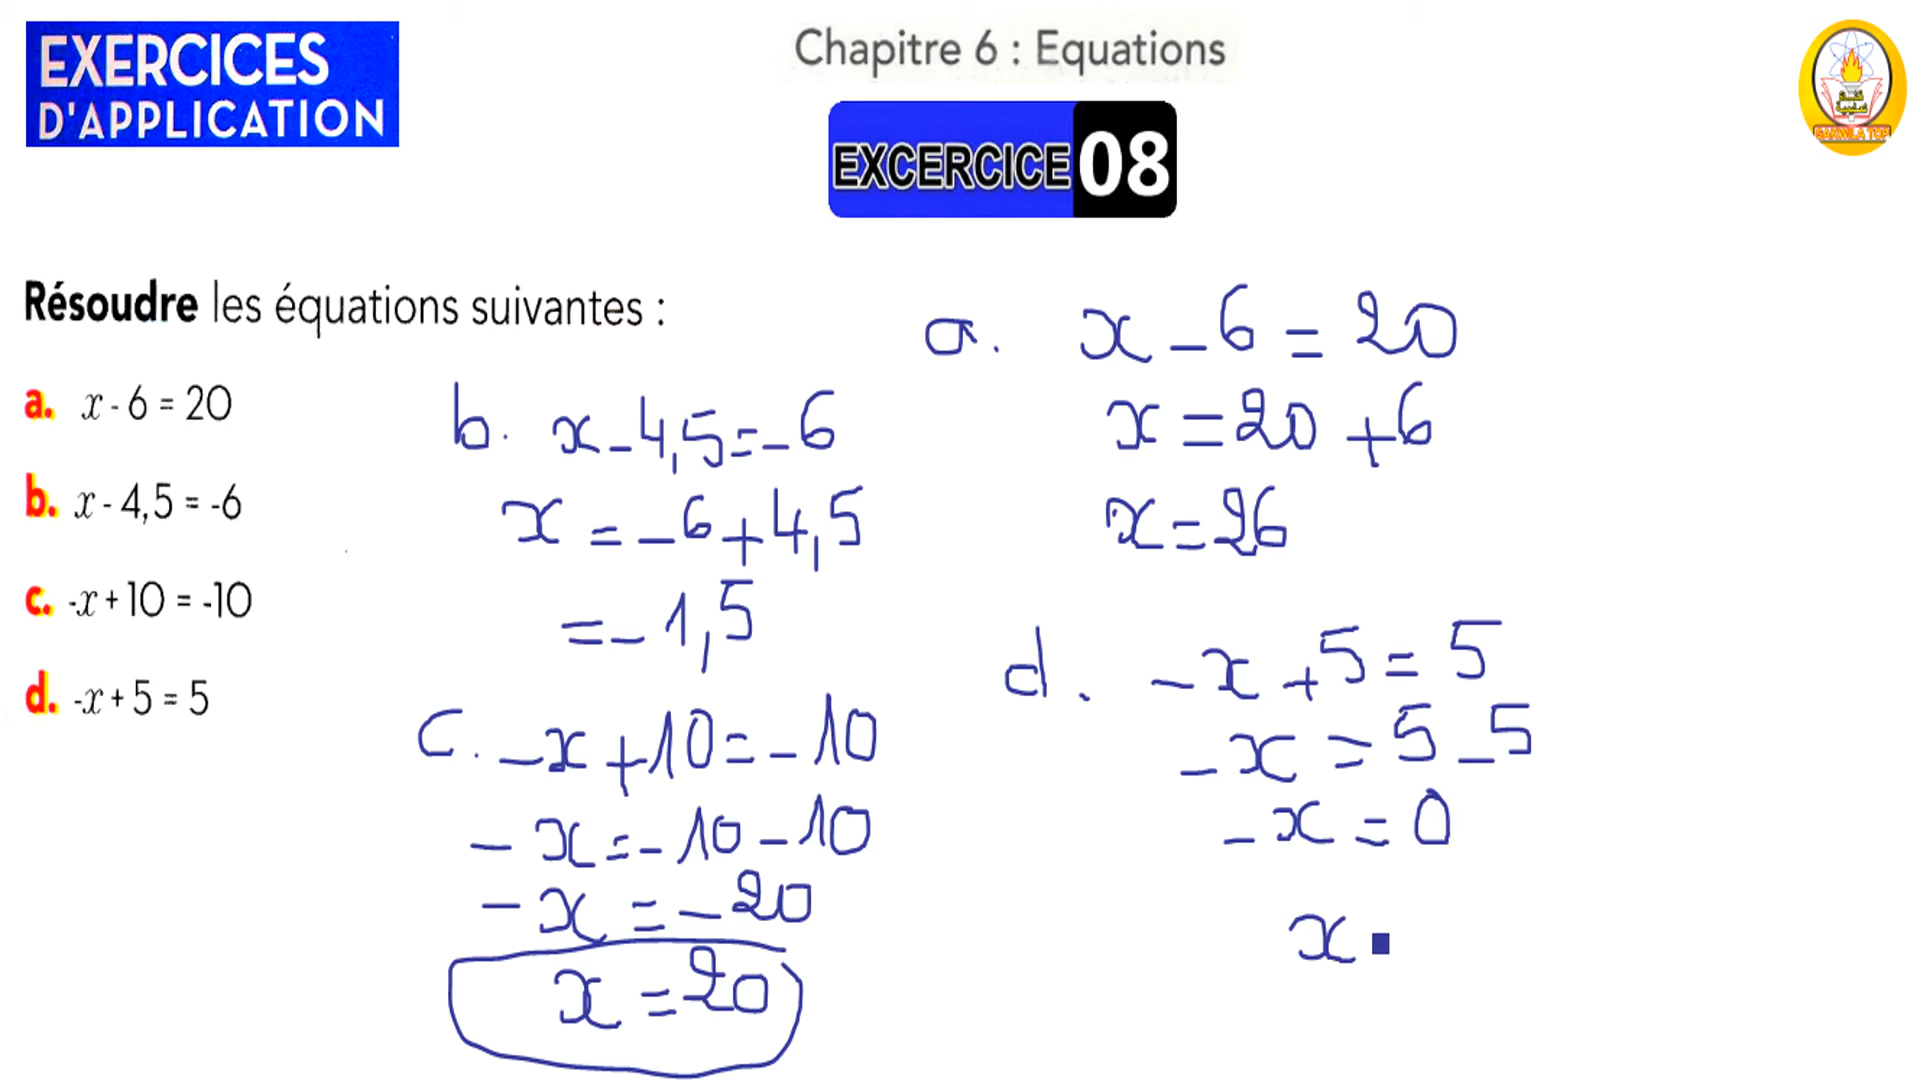 EXERCICES
D'APPLICATION
Chapitre 6 : Equations
EXCERCICE 08
Résoudre les équations suivantes :
a. x - 6 = 20
b. x - 4,5 = -6
c. -x + 10 = -10
d. -x + 5 = 5
b. x - 4,5 = - 6
x = - 6 + 4,5
= - 1,5
c. - x + 10 = - 10
- x = - 10 - 10
- x = - 20
x = 20
a. x - 6 = 20
x = 20 + 6
x = 26
d. - x + 5 = 5
- x = 5 - 5
- x = 0
x